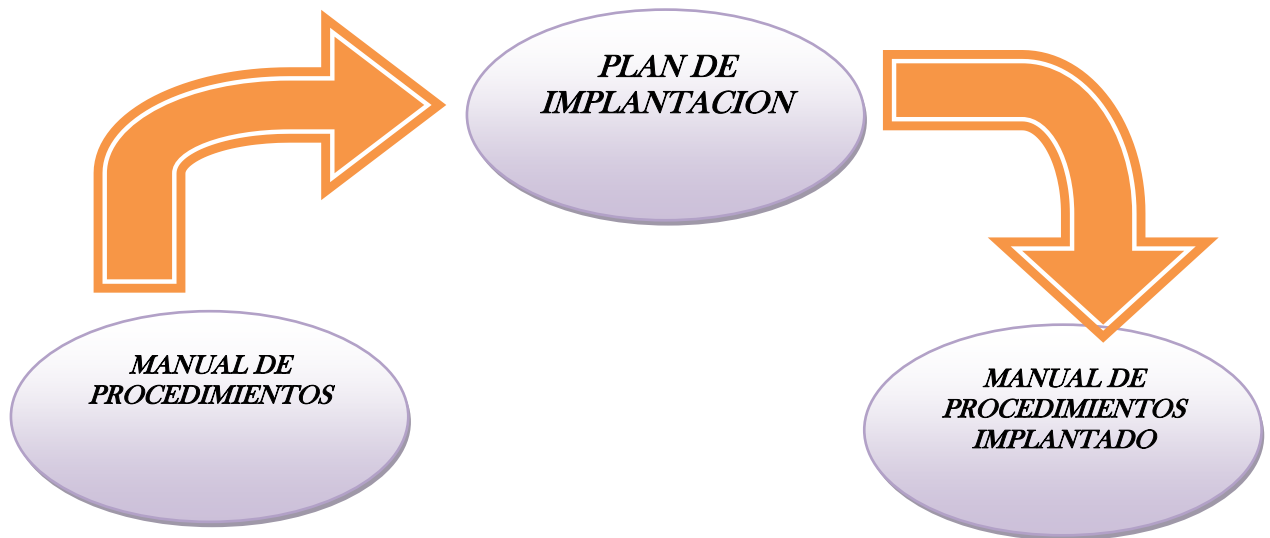 PLAN DE
IMPLANTACION
MANUAL DE
PROCEDIMIENTOS
MANUAL DE
PROCEDIMIENTOS
IMPLANTADO